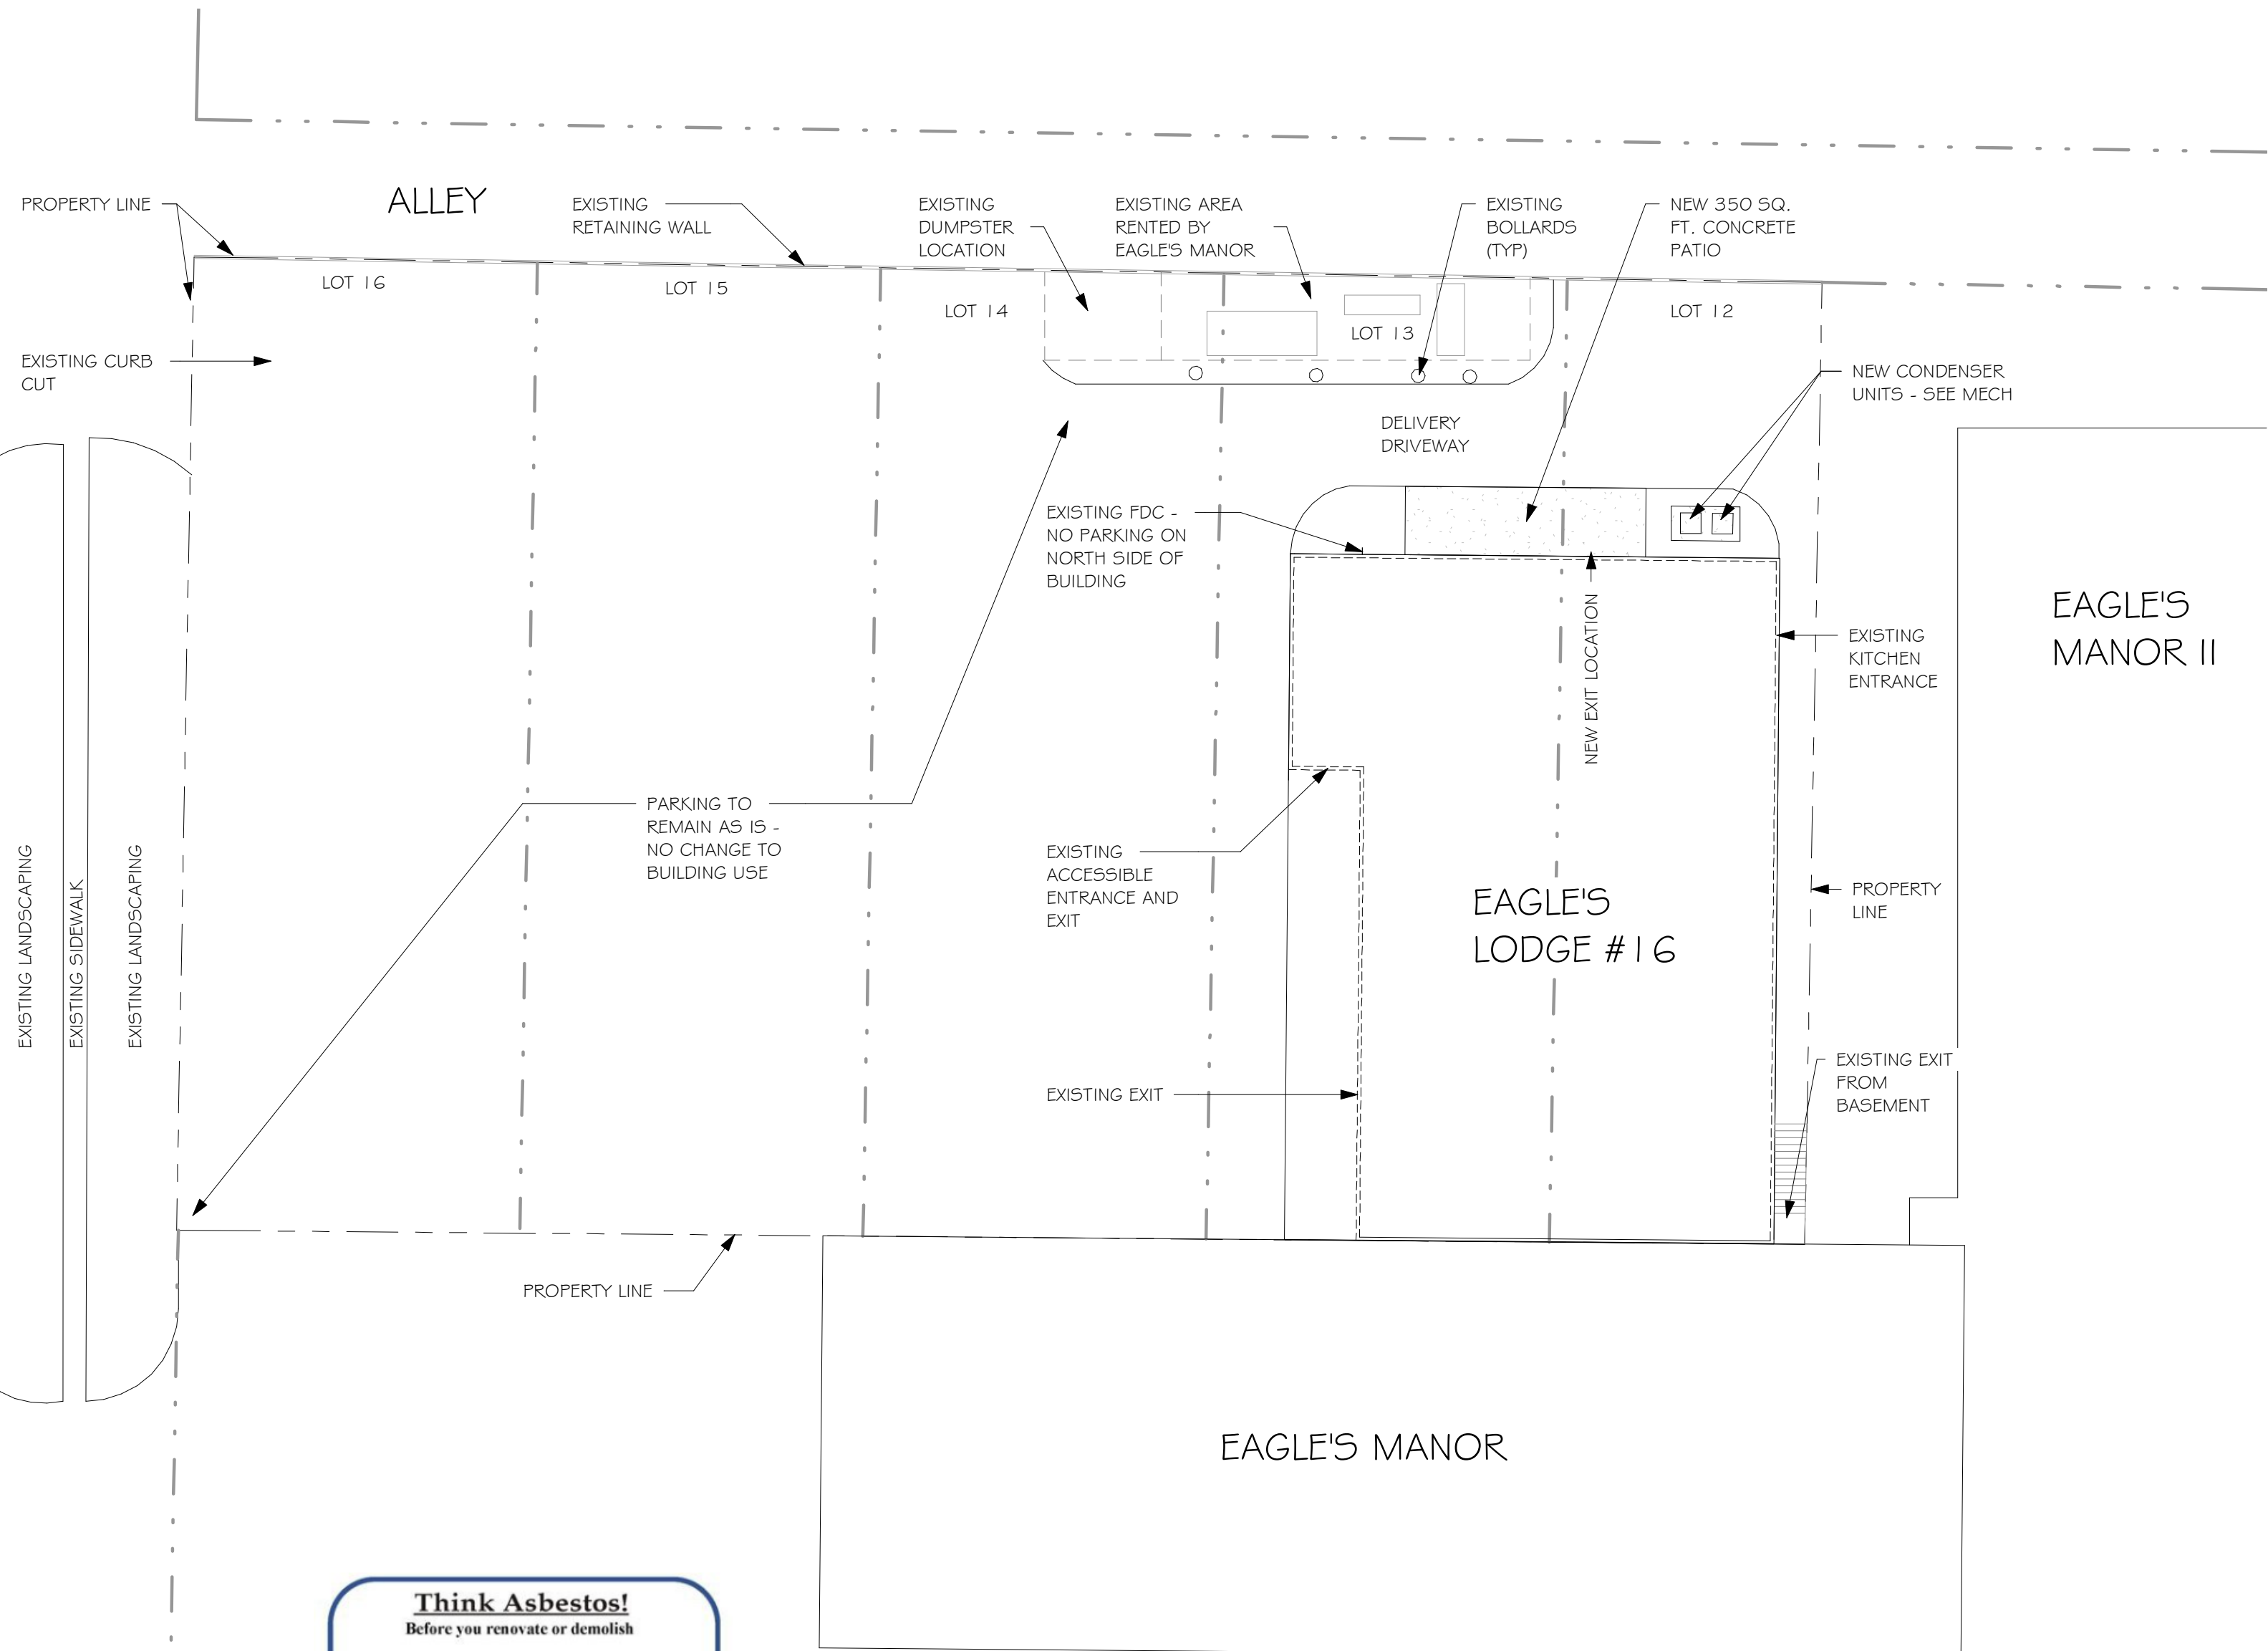 PROPERTY LINE
ALLEY
EXISTING
RETAINING WALL
EXISTING
DUMPSTER
LOCATION
EXISTING AREA
RENTED BY
EAGLE'S MANOR
EXISTING
BOLLARDS
(TYP)
NEW 350 SQ.
FT. CONCRETE
PATIO
LOT 16
LOT 15
LOT 14
LOT 13
LOT 12
EXISTING CURB
CUT
NEW CONDENSER
UNITS - SEE MECH
DELIVERY
DRIVEWAY
EXISTING FDC -
NO PARKING ON
NORTH SIDE OF
BUILDING
NEW EXIT LOCATION
EAGLE'S
MANOR II
EXISTING
KITCHEN
ENTRANCE
PARKING TO
REMAIN AS IS -
NO CHANGE TO
BUILDING USE
EXISTING
ACCESSIBLE
ENTRANCE AND
EXIT
EAGLE'S
LODGE #16
PROPERTY
LINE
EXISTING LANDSCAPING
EXISTING SIDEWALK
EXISTING LANDSCAPING
EXISTING EXIT
EXISTING EXIT
FROM
BASEMENT
PROPERTY LINE
EAGLE'S MANOR
Think Asbestos!
Before you renovate or demolish